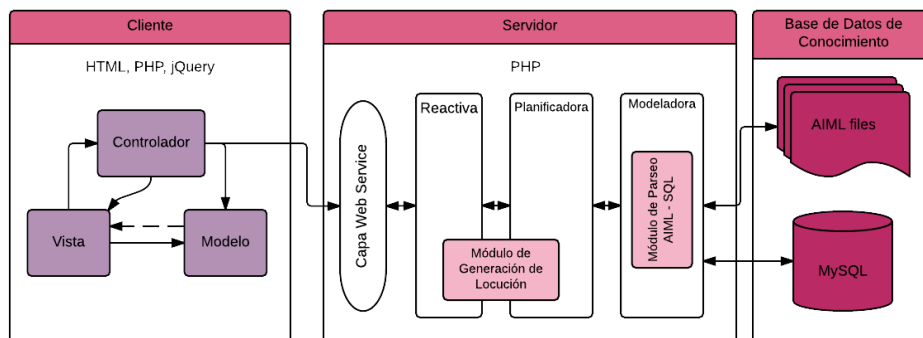 Cliente
HTML, PHP, jQuery
Controlador
Vista
Modelo
Servidor
PHP
Capa Web Service
Reactiva
Planificadora
Modeladora
Módulo de
Generación de
Locución
Módulo de Parseo
AIML - SQL
Base de Datos de
Conocimiento
AIML files
MySQL